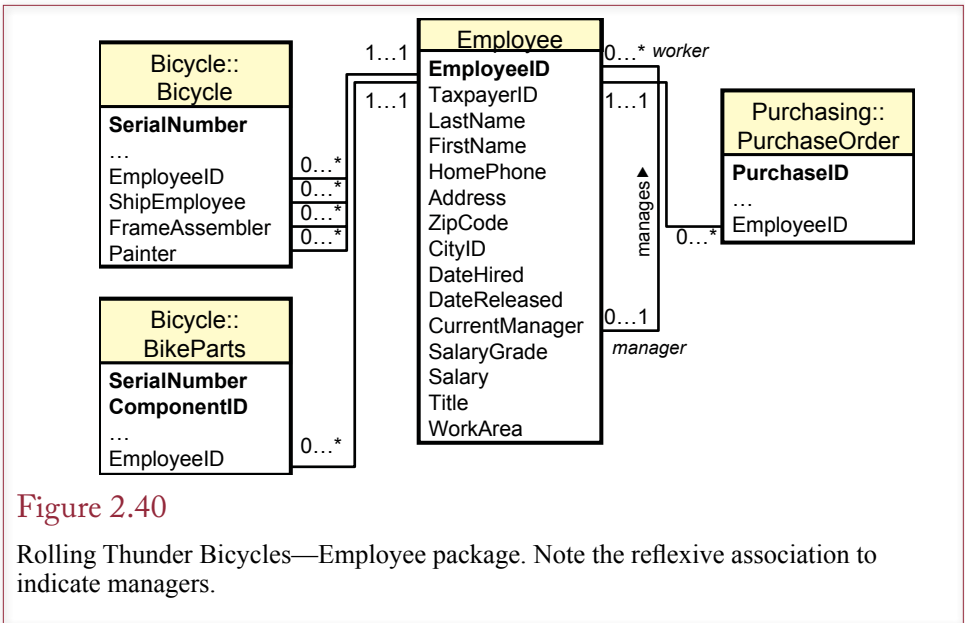 Bicycle::
Bicycle
SerialNumber
…
EmployeeID
ShipEmployee
FrameAssembler
Painter
0…*
0…*
0…*
0…*
Bicycle::
BikeParts
SerialNumber
ComponentID
…
EmployeeID
0…*
1…1
1…1
Employee
EmployeeID
TaxpayerID
LastName
FirstName
HomePhone
Address
ZipCode
CityID
DateHired
DateReleased
CurrentManager
SalaryGrade
Salary
Title
WorkArea
0…* worker
1…1
manages
0…1
manager
0…*
Purchasing::
PurchaseOrder
PurchaseID
…
EmployeeID
Figure 2.40
Rolling Thunder Bicycles—Employee package. Note the reflexive association to
indicate managers.